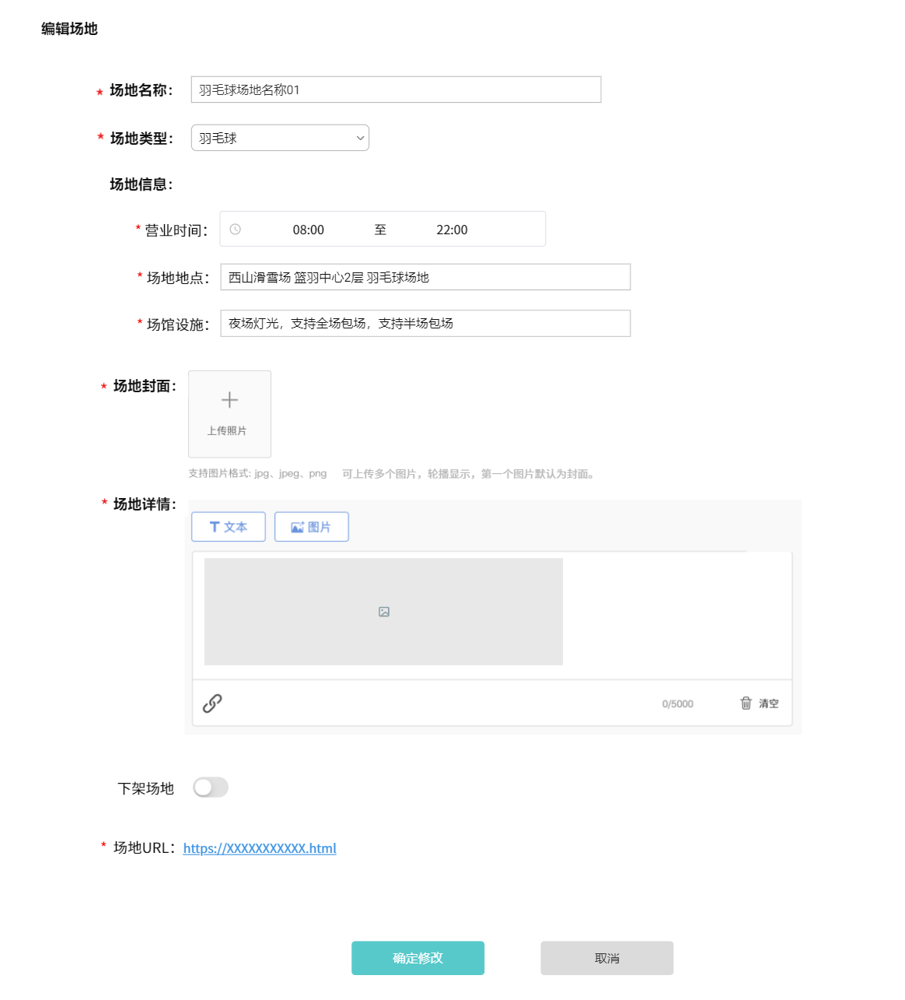 编辑场地
* 场地名称： 羽毛球场地名称01
* 场地类型： 羽毛球
场地信息：
* 营业时间： 08:00 至 22:00
* 场地地点： 西山滑雪场 篮羽中心2层 羽毛球场地
* 场馆设施： 夜场灯光，支持全场包场，支持半场包场
* 场地封面：
上传照片
支持图片格式: jpg、jpeg、png 可上传多个图片，轮播显示，第一个图片默认为封面。
* 场地详情：
T 文本 图片
0/5000 清空
下架场地
* 场地URL： https://XXXXXXXXXXX.html
确定修改 取消